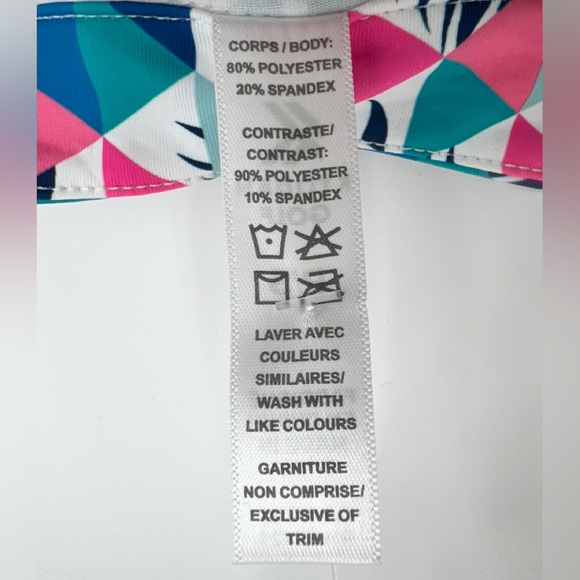 CORPS / BODY:
80% POLYESTER
20% SPANDEX
CONTRASTE/
CONTRAST:
90% POLYESTER
10% SPANDEX
LAVER AVEC
COULEURS
SIMILAIRES/
WASH WITH
LIKE COLOURS
GARNITURE
NON COMPRISE/
EXCLUSIVE OF
TRIM